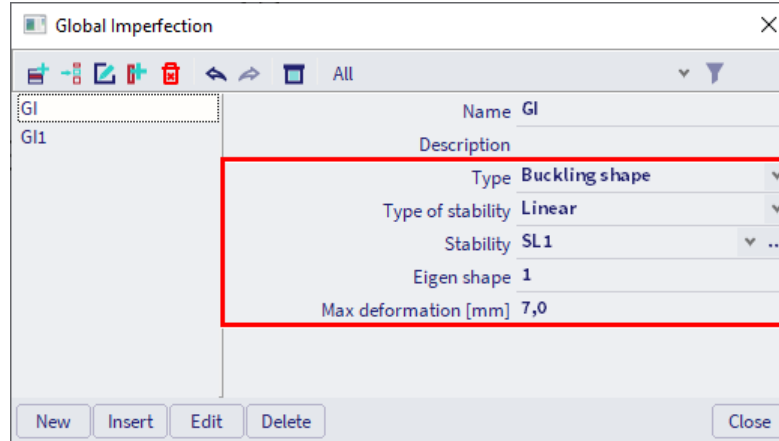 Global Imperfection
All
GI
GI1
Name GI
Description
Type Buckling shape
Type of stability Linear
Stability SL1 ..
Eigen shape 1
Max deformation [mm] 7,0
New Insert Edit Delete Close